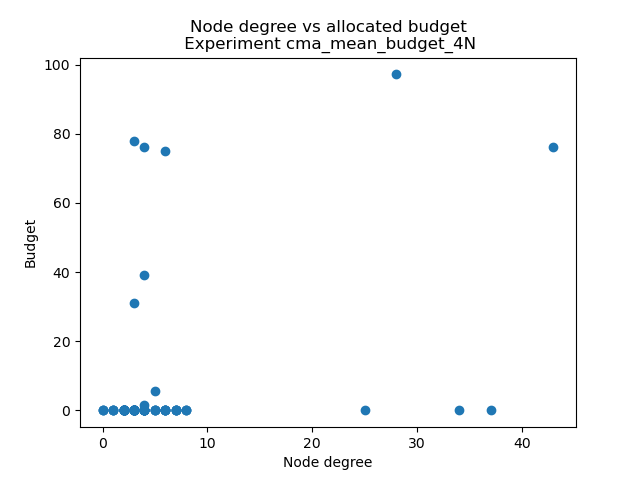 Node degree vs allocated budget
Experiment cma_mean_budget_4N
100
80
60
40
20
0
Budget
0 10 20 30 40
Node degree